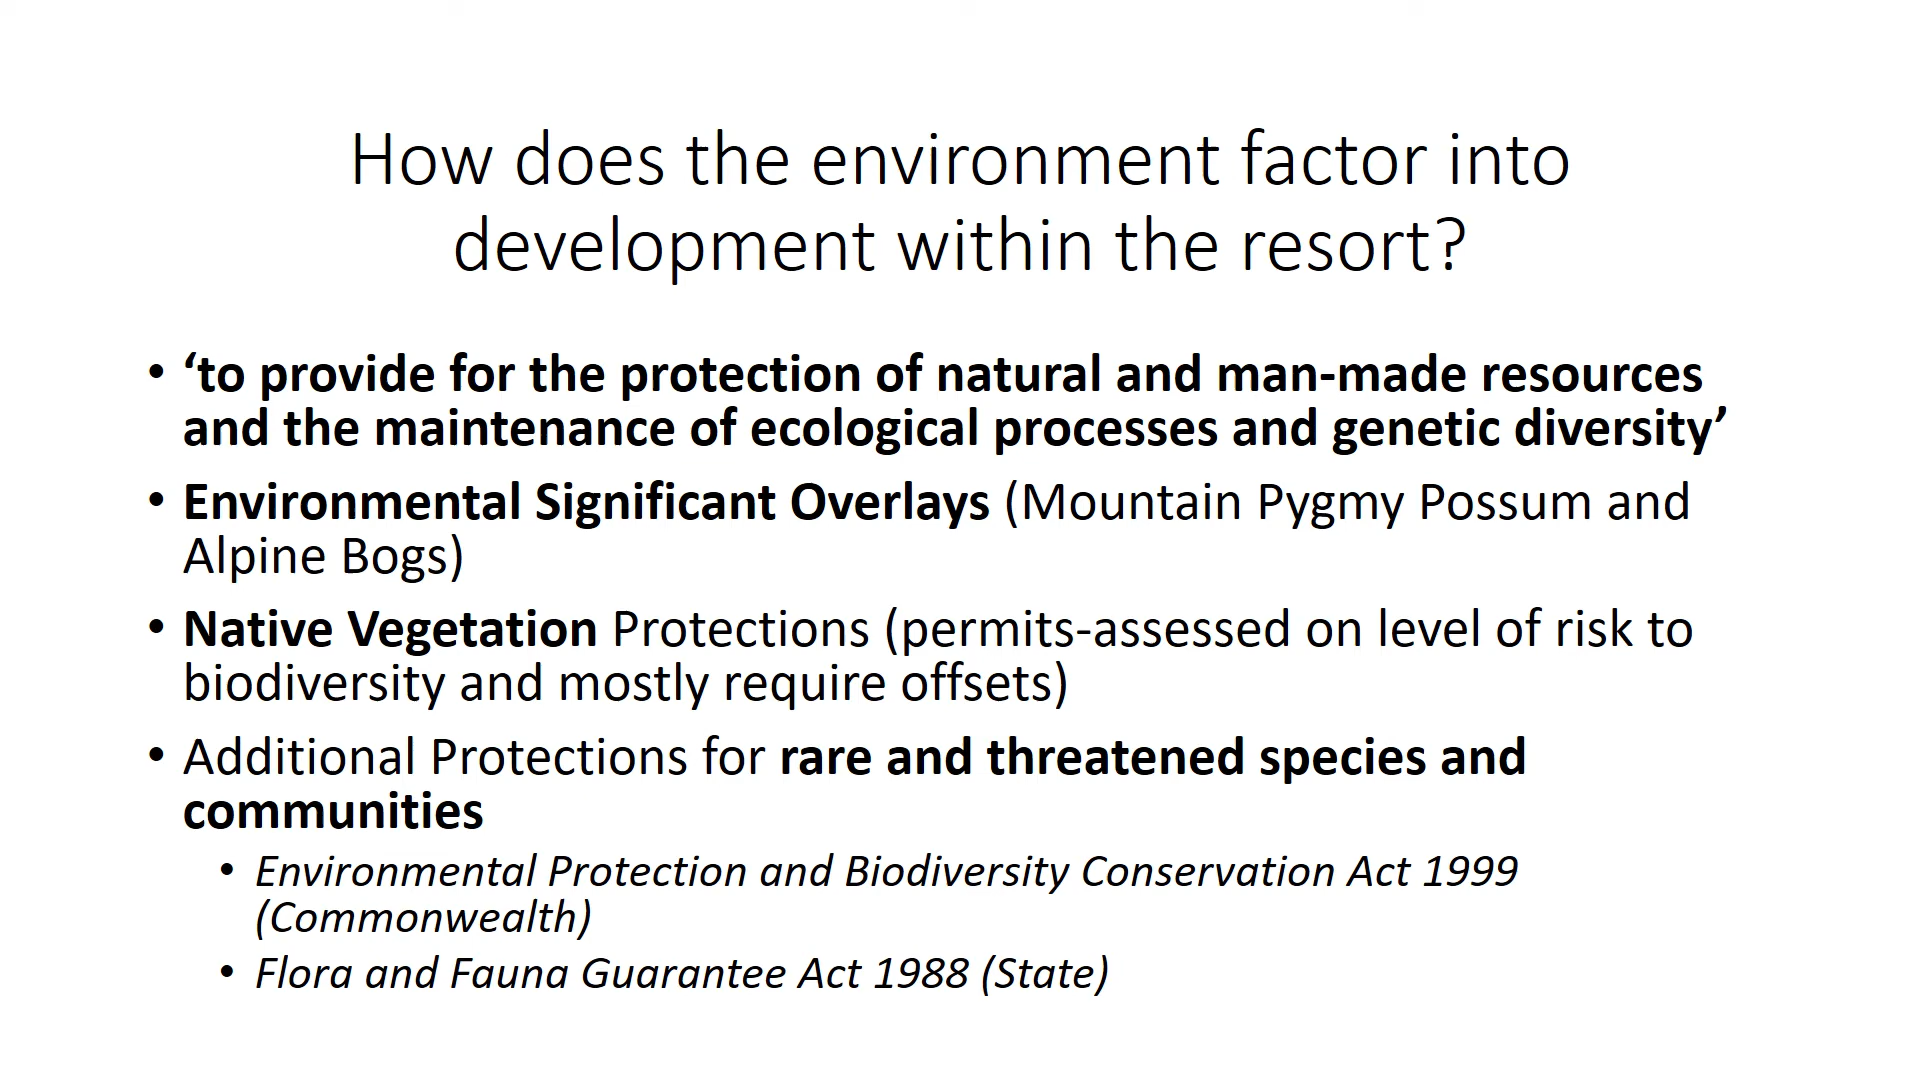 How does the environment factor into
development within the resort?
• ‘to provide for the protection of natural and man-made resources
and the maintenance of ecological processes and genetic diversity’
• Environmental Significant Overlays (Mountain Pygmy Possum and
Alpine Bogs)
• Native Vegetation Protections (permits-assessed on level of risk to
biodiversity and mostly require offsets)
• Additional Protections for rare and threatened species and
communities
• Environmental Protection and Biodiversity Conservation Act 1999
(Commonwealth)
• Flora and Fauna Guarantee Act 1988 (State)